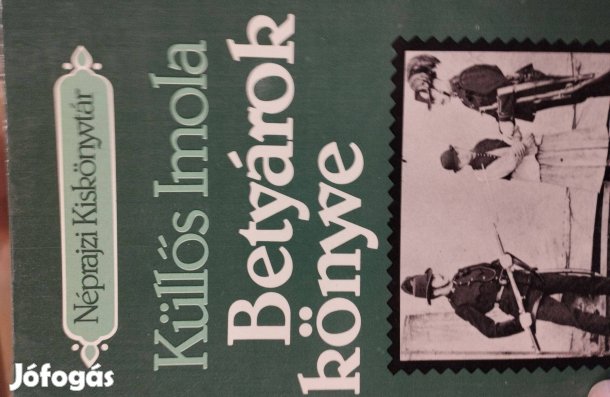 Néprajzi Kiskönyvtár
Küllős Imola
Betyárok
könyve
Jófogás